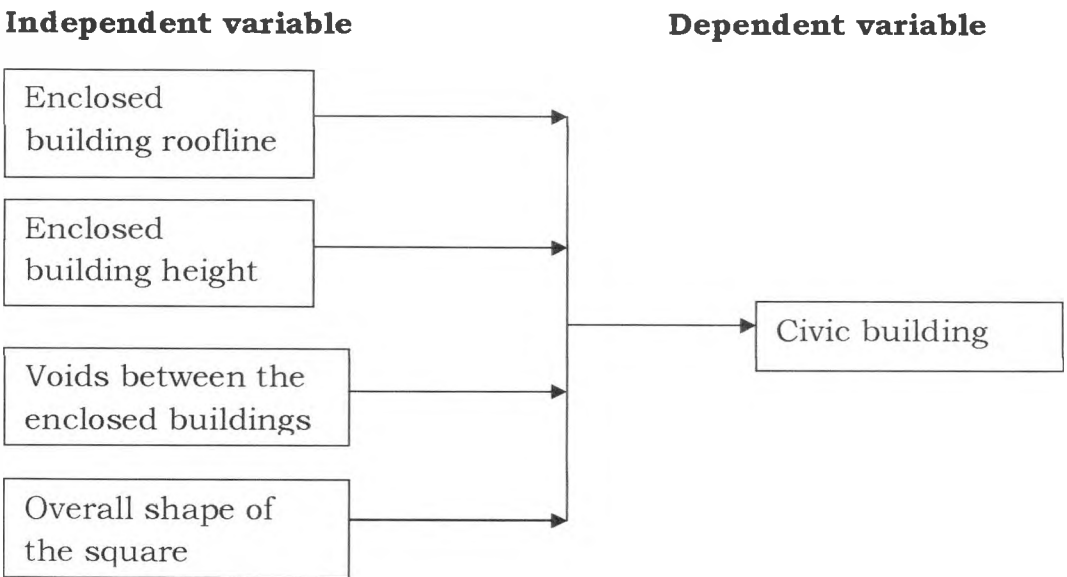 Independent variable
Dependent variable
Enclosed
building roofline
Enclosed
building height
Voids between the
enclosed buildings
Overall shape of
the square
Civic building